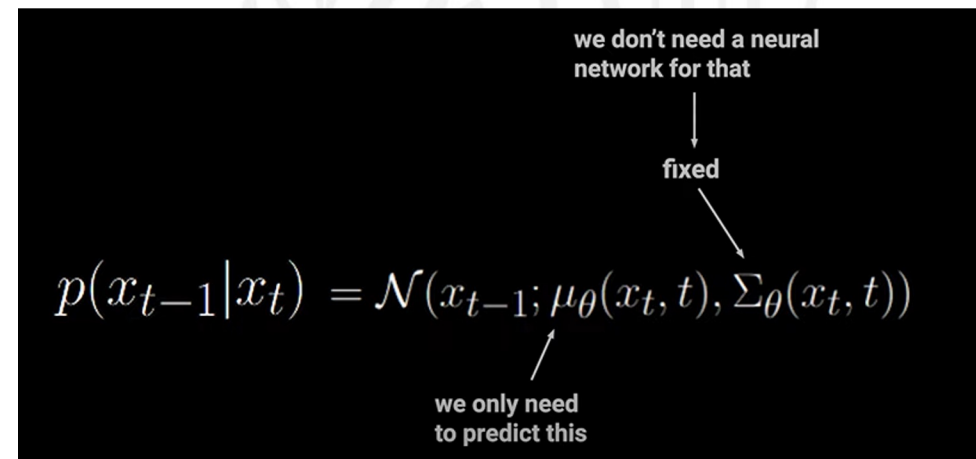 we don't need a neural
network for that
fixed
p(x_{t-1}|x_t) = 𝒩(x_{t-1}; μ_θ(x_t, t), Σ_θ(x_t, t))
we only need
to predict this